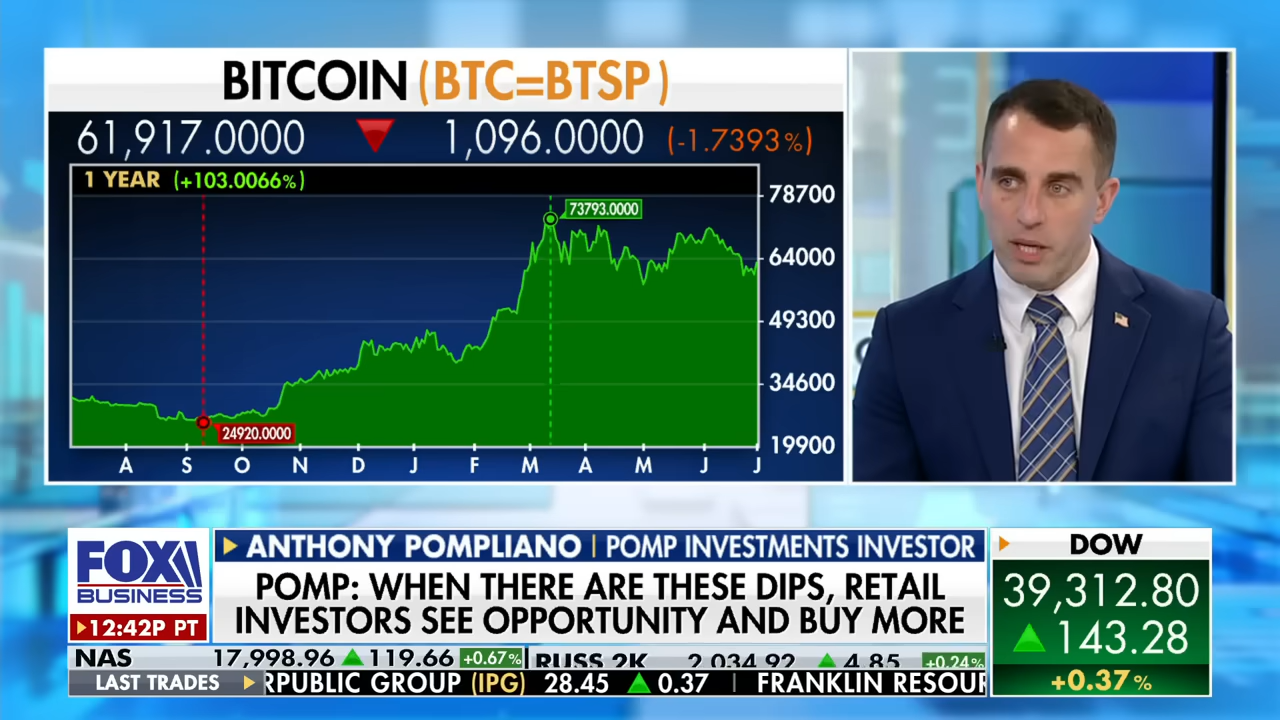 BITCOIN (BTC=BTSP)
61,917.0000 ▼ 1,096.0000 (-1.7393%)
1 YEAR (+103.0066%)
78700
73793.0000
64000
49300
34600
24920.0000
19900
A S O N D J F M A M J J
ANTHONY POMPLIANO | POMP INVESTMENTS INVESTOR
POMP: WHEN THERE ARE THESE DIPS, RETAIL
INVESTORS SEE OPPORTUNITY AND BUY MORE
FOX
BUSINESS
12:42P PT
DOW
39,312.80
▲ 143.28
+0.37%
NAS 17,998.96 ▲ 119.66 +0.67% RUSS 2K 2,034.92 ▲ 4.85 +0.24%
LAST TRADES RPUBLIC GROUP (IPG) 28.45 ▲ 0.37 | FRANKLIN RESOUR